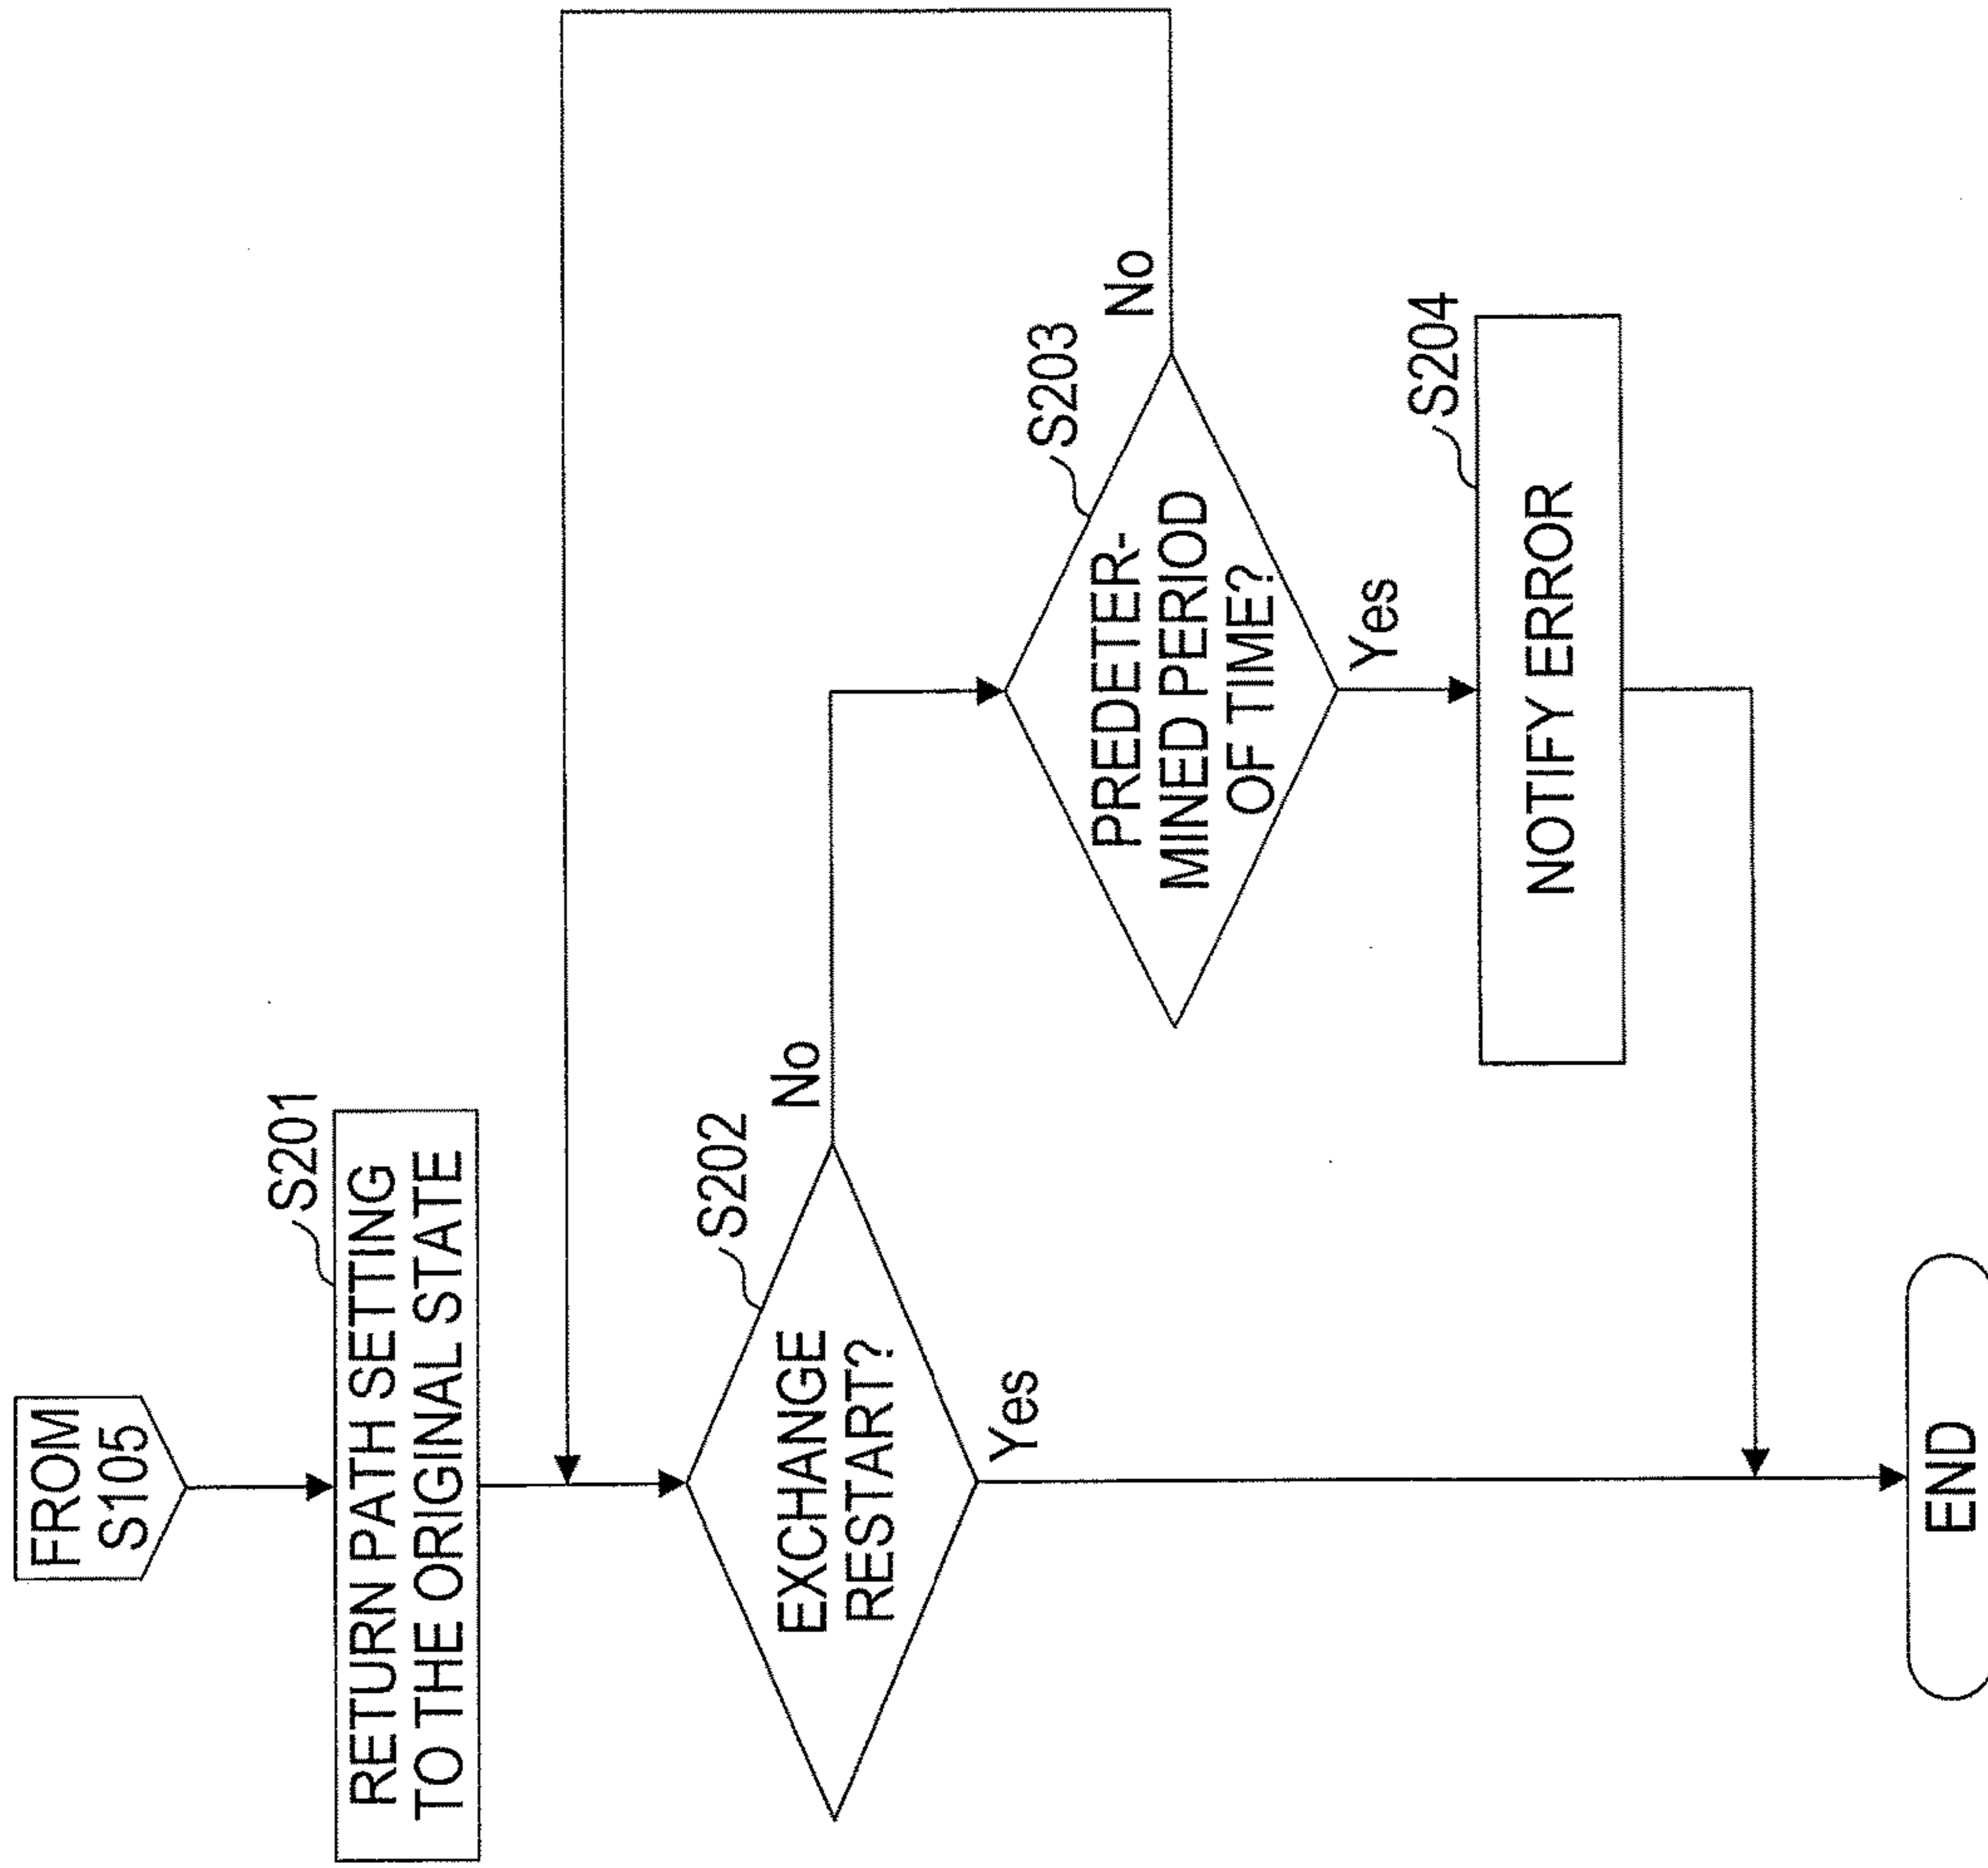 FROM
S105
S201
RETURN PATH SETTING
TO THE ORIGINAL STATE
S202
EXCHANGE
RESTART?
No
Yes
S203
PREDETER-
MINED PERIOD
OF TIME?
No
Yes
S204
NOTIFY ERROR
END